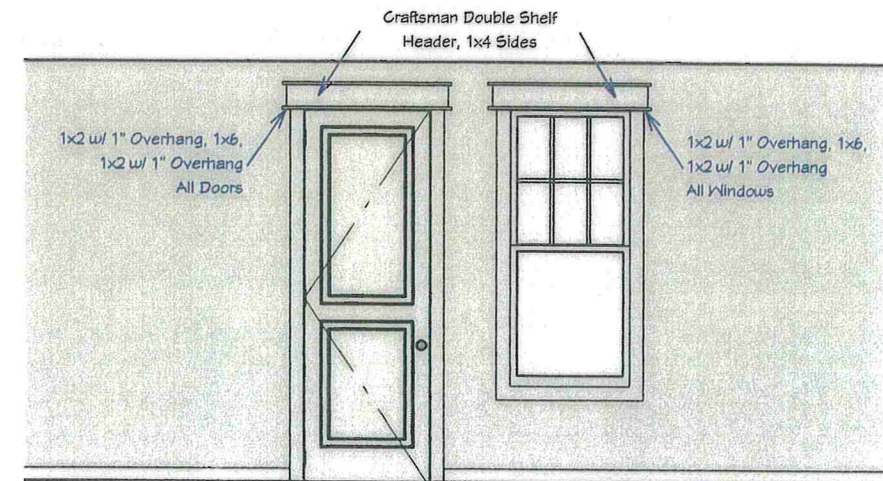 Craftsman Double Shelf
Header, 1x4 Sides
1x2 w/ 1" Overhang, 1x6,
1x2 w/ 1" Overhang
All Doors
1x2 w/ 1" Overhang, 1x6,
1x2 w/ 1" Overhang
All Windows